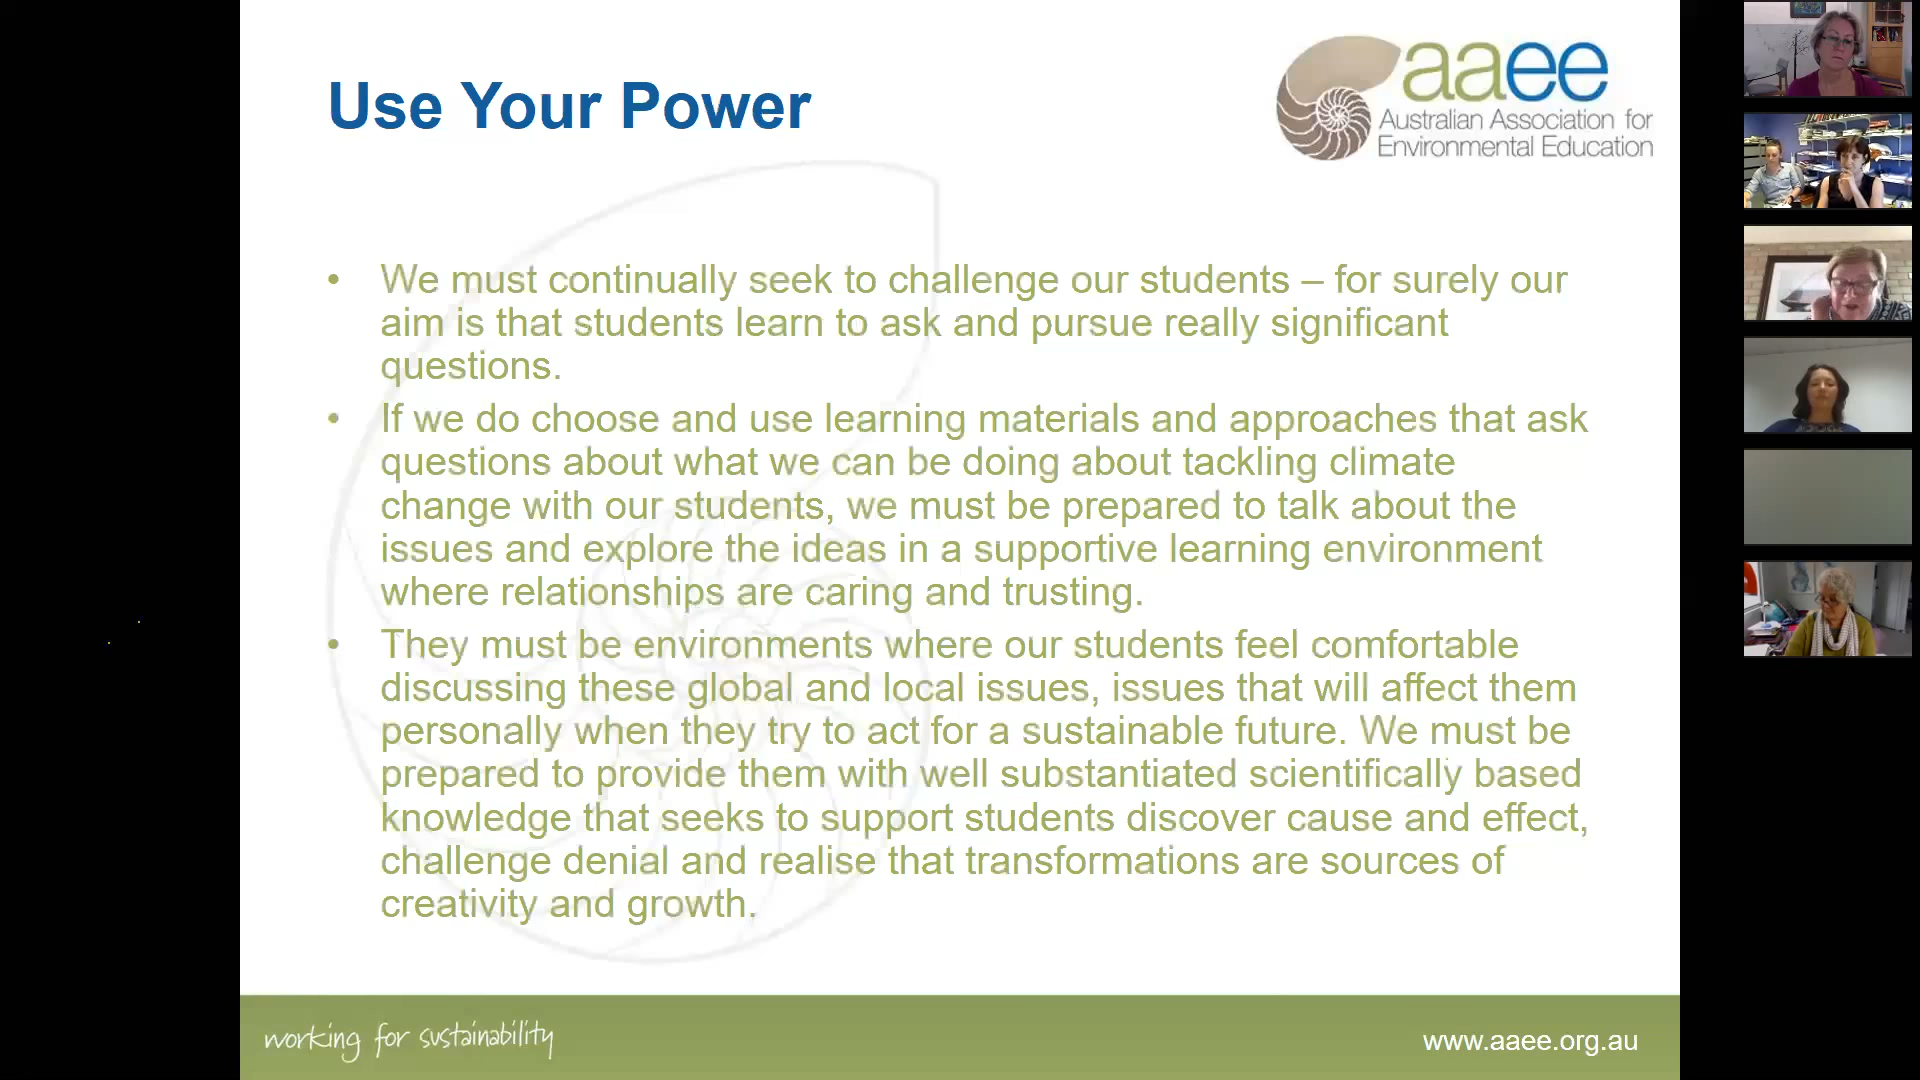 Use Your Power
aaee
Australian Association for
Environmental Education
• We must continually seek to challenge our students – for surely our
aim is that students learn to ask and pursue really significant
questions.
• If we do choose and use learning materials and approaches that ask
questions about what we can be doing about tackling climate
change with our students, we must be prepared to talk about the
issues and explore the ideas in a supportive learning environment
where relationships are caring and trusting.
• They must be environments where our students feel comfortable
discussing these global and local issues, issues that will affect them
personally when they try to act for a sustainable future. We must be
prepared to provide them with well substantiated scientifically based
knowledge that seeks to support students discover cause and effect,
challenge denial and realise that transformations are sources of
creativity and growth.
working for sustainability
www.aaee.org.au